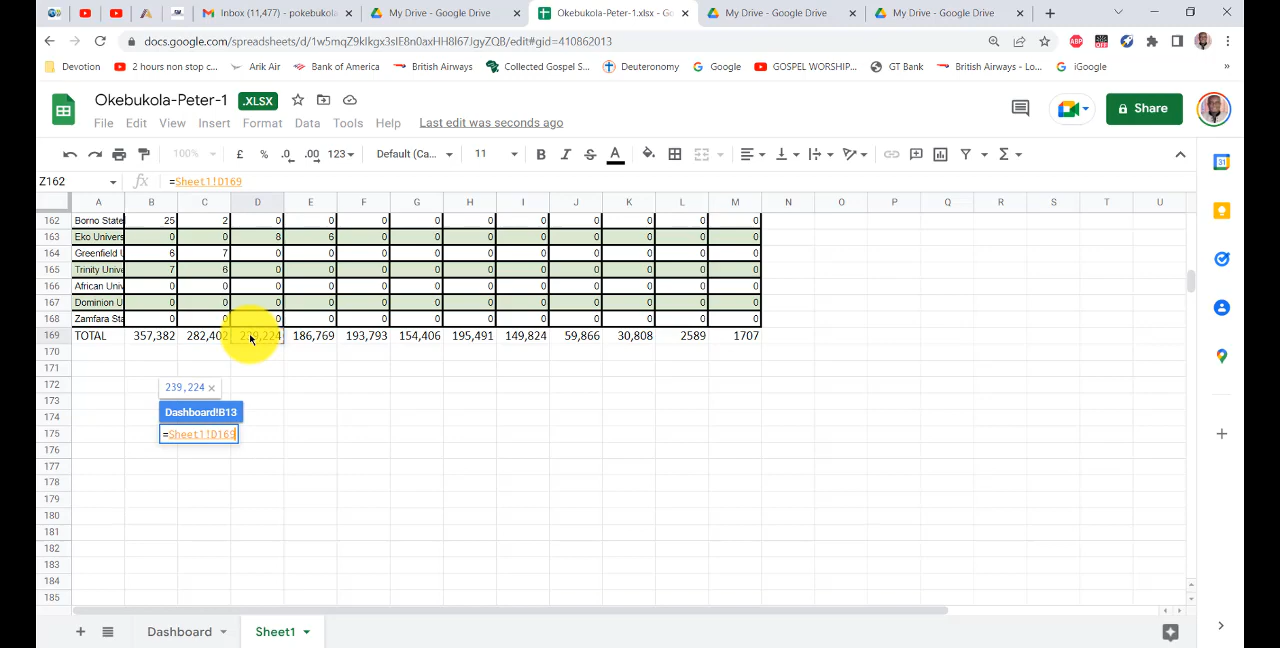 Inbox (11,477) - pokebukol
My Drive - Google Drive
Okebukola-Peter-1.xlsx - Go
My Drive - Google Drive
My Drive - Google Drive
docs.google.com/spreadsheets/d/1w5mqZ9klkgx3slE8n0axHH8l67JgyZQB/edit#gid=410862013
Devotion 2 hours non stop c... Arik Air Bank of America British Airways Collected Gospel S... Deuteronomy Google GOSPEL WORSHIP... GT Bank British Airways - Lo... iGoogle »
Okebukola-Peter-1 .XLSX
Share
File Edit View Insert Format Data Tools Help Last edit was seconds ago
100% £ % .0 .00 123 Default (Ca... 11 B I S A Σ
Z162 fx =Sheet1!D169
A B C D E F G H I J K L M N O P Q R S T U
162 Borno State 25 2 0 0 0 0 0 0 0 0 0 0
163 Eko Univers 0 0 8 6 0 0 0 0 0 0 0 0
164 Greenfield U 6 7 0 0 0 0 0 0 0 0 0 0
165 Trinity Unive 7 6 0 0 0 0 0 0 0 0 0 0
166 African Univ 0 0 0 0 0 0 0 0 0 0 0 0
167 Dominion U 0 0 0 0 0 0 0 0 0 0 0 0
168 Zamfara Sta 0 0 0 0 0 0 0 0 0 0 0 0
169 TOTAL 357,382 282,402 239,224 186,769 193,793 154,406 195,491 149,824 59,866 30,808 2589 1707
170
171
172 239,224 ×
173
174 Dashboard!B13
175 =Sheet1!D169
176
177
178
179
180
181
182
183
184
185
+ Dashboard Sheet1